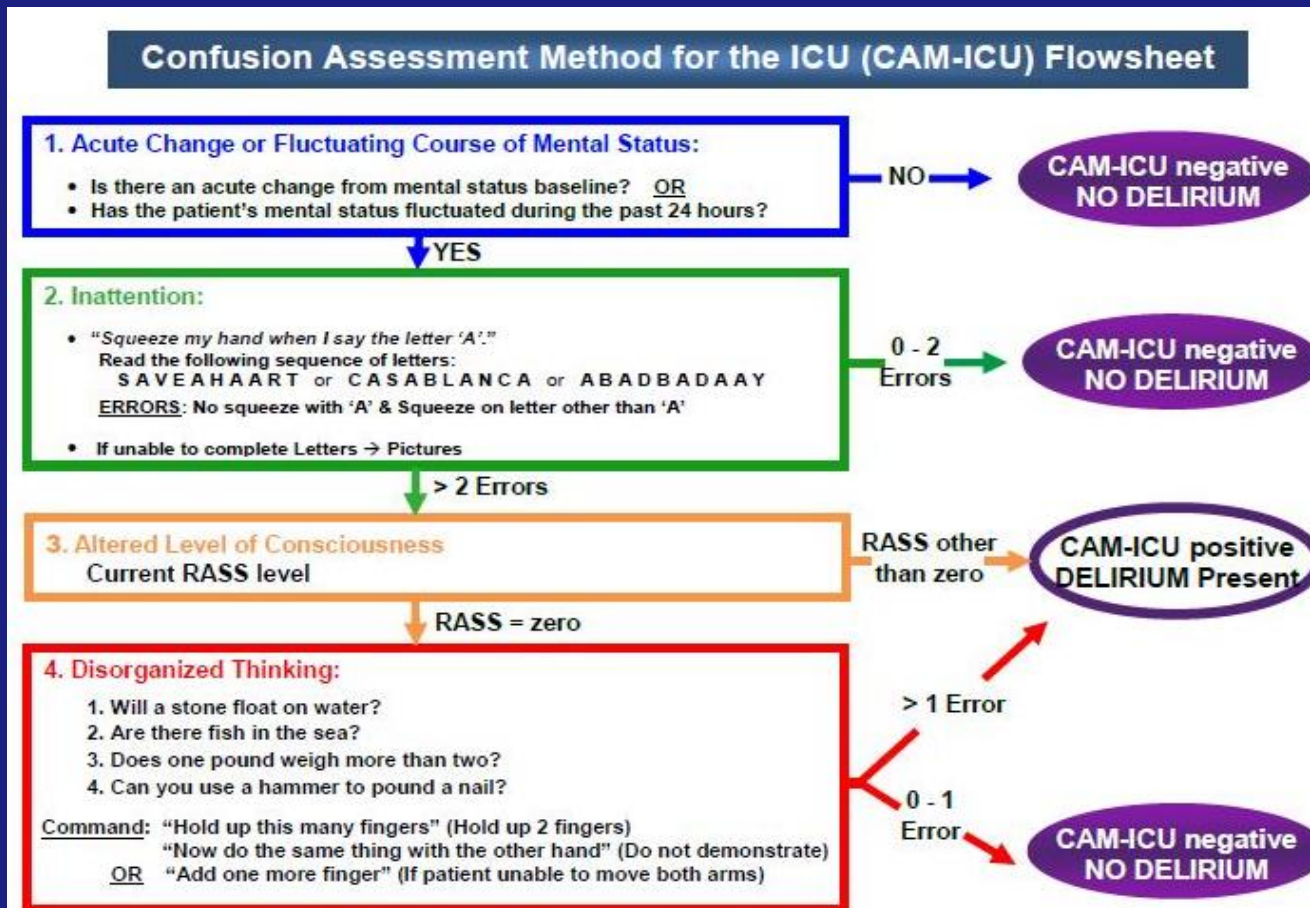 Confusion Assessment Method for the ICU (CAM-ICU) Flowsheet
1. Acute Change or Fluctuating Course of Mental Status:
• Is there an acute change from mental status baseline? OR
• Has the patient's mental status fluctuated during the past 24 hours?
NO
CAM-ICU negative
NO DELIRIUM
YES
2. Inattention:
• "Squeeze my hand when I say the letter 'A'."
Read the following sequence of letters:
S A V E A H A A R T or C A S A B L A N C A or A B A D B A D A A Y
ERRORS: No squeeze with 'A' & Squeeze on letter other than 'A'
• If unable to complete Letters → Pictures
0 - 2
Errors
CAM-ICU negative
NO DELIRIUM
> 2 Errors
3. Altered Level of Consciousness
Current RASS level
RASS other
than zero
CAM-ICU positive
DELIRIUM Present
RASS = zero
4. Disorganized Thinking:
1. Will a stone float on water?
2. Are there fish in the sea?
3. Does one pound weigh more than two?
4. Can you use a hammer to pound a nail?
Command: "Hold up this many fingers" (Hold up 2 fingers)
"Now do the same thing with the other hand" (Do not demonstrate)
OR "Add one more finger" (If patient unable to move both arms)
> 1 Error
0 - 1
Error
CAM-ICU negative
NO DELIRIUM